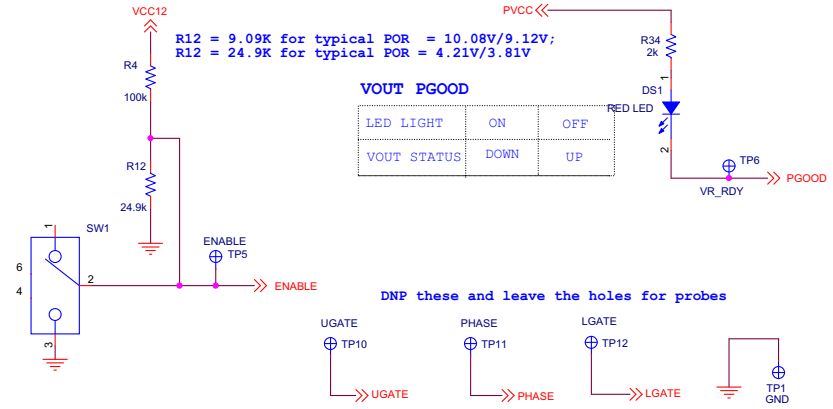 VCC12
R12 = 9.09K for typical POR = 10.08V/9.12V;
R12 = 24.9K for typical POR = 4.21V/3.81V
R4
100k
R12
24.9k
PVCC
R34
2k
1
DS1
RED LED
2
TP6
VR_RDY
PGOOD
VOUT PGOOD
LED LIGHT ON OFF
VOUT STATUS DOWN UP
SW1
1
6
4
2
3
ENABLE
TP5
ENABLE
DNP these and leave the holes for probes
UGATE
TP10
UGATE
PHASE
TP11
PHASE
LGATE
TP12
LGATE
TP1
GND